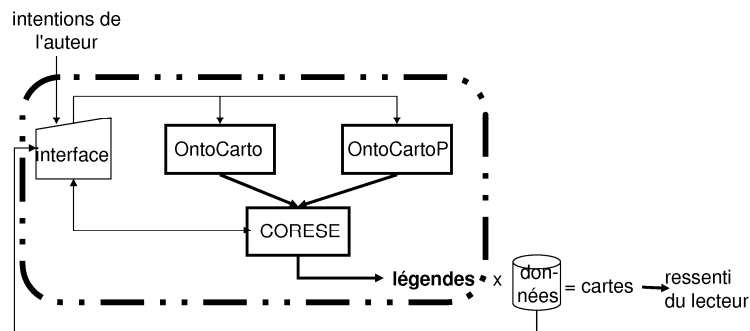 intentions de
l'auteur
interface
OntoCarto
OntoCartoP
CORESE
légendes x don-
nées = cartes
ressenti
du lecteur